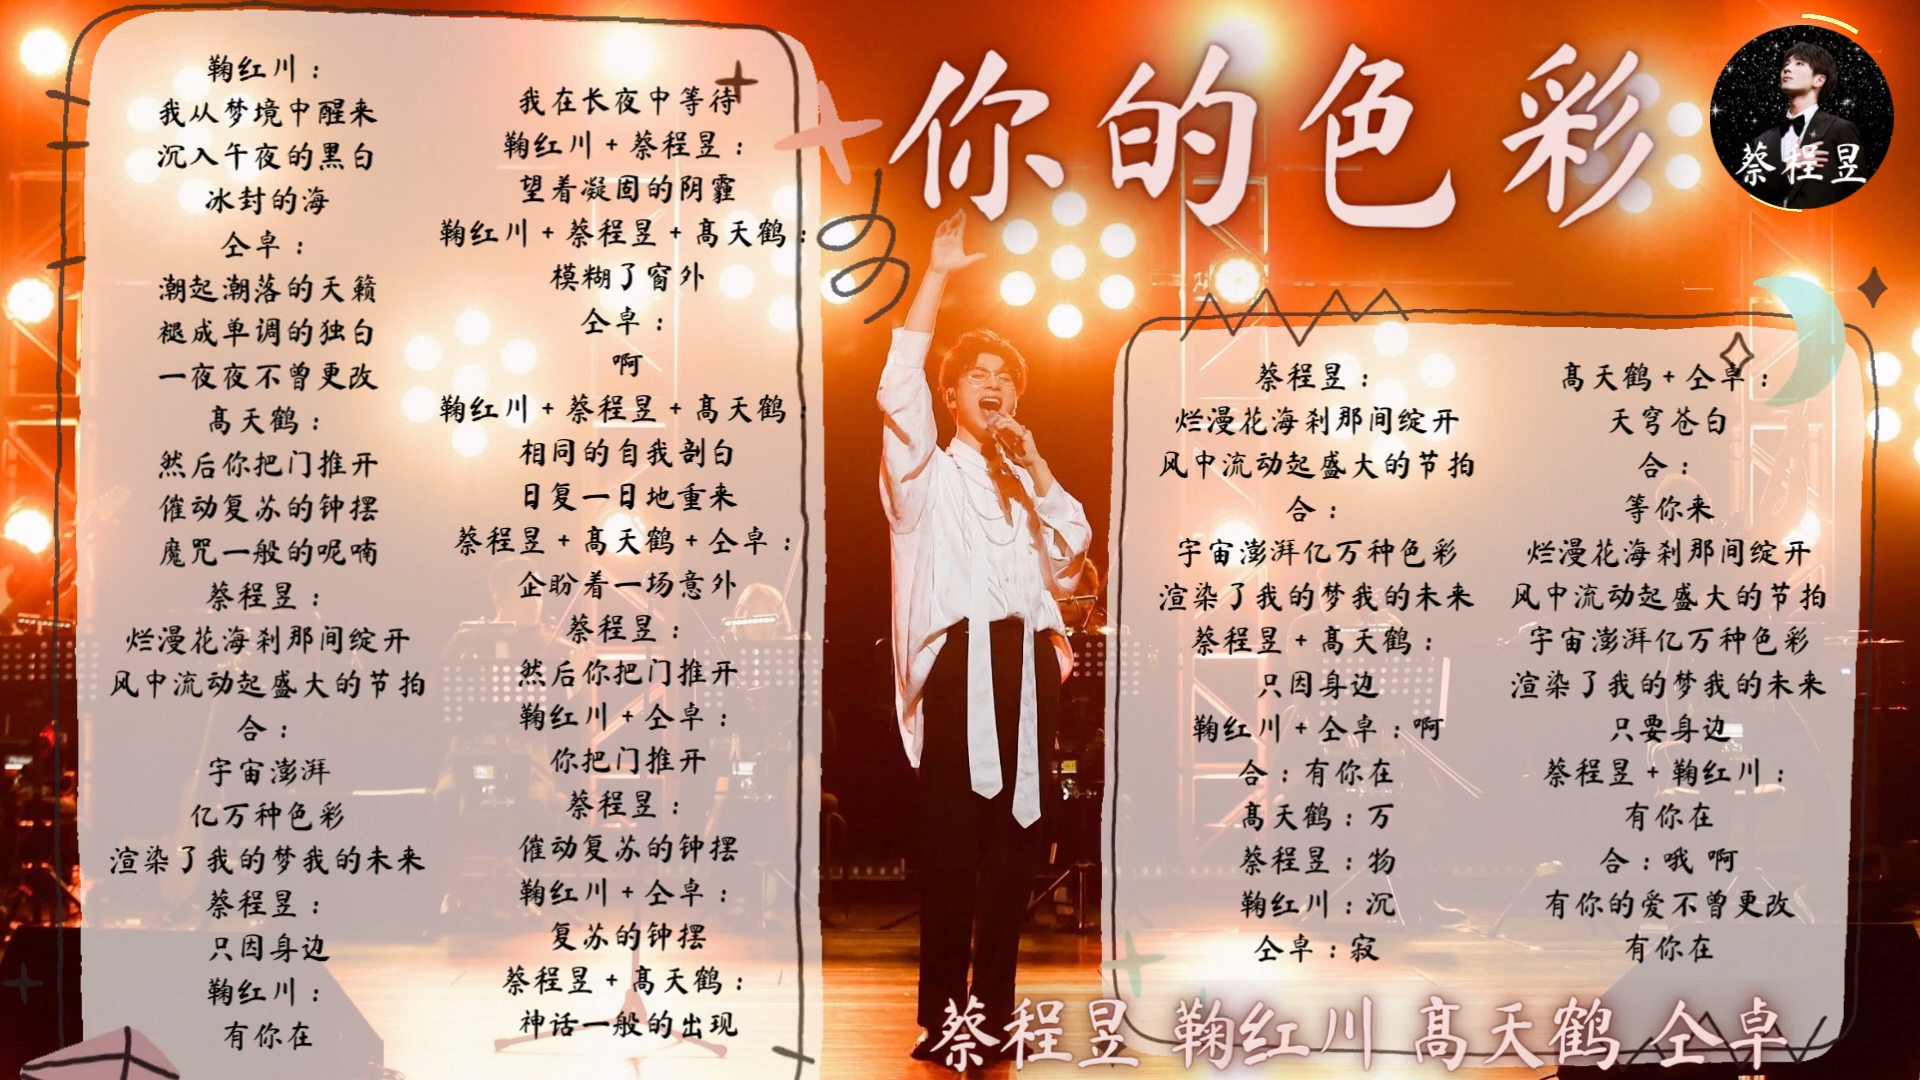 你的色彩
蔡程昱
鞠红川：
我从梦境中醒来
沉入午夜的黑白
冰封的海
仝卓：
潮起潮落的天籁
褪成单调的独白
一夜夜不曾更改
高天鹤：
然后你把门推开
催动复苏的钟摆
魔咒一般的呢喃
蔡程昱：
烂漫花海刹那间绽开
风中流动起盛大的节拍
合：
宇宙澎湃
亿万种色彩
渲染了我的梦我的未来
蔡程昱：
只因身边
鞠红川：
有你在
我在长夜中等待
鞠红川+蔡程昱：
望着凝固的阴霾
鞠红川+蔡程昱+高天鹤：
模糊了窗外
仝卓：
啊
鞠红川+蔡程昱+高天鹤：
相同的自我剖白
日复一日地重来
蔡程昱+高天鹤+仝卓：
企盼着一场意外
蔡程昱：
然后你把门推开
鞠红川+仝卓：
你把门推开
蔡程昱：
催动复苏的钟摆
鞠红川+仝卓：
复苏的钟摆
蔡程昱+高天鹤：
神话一般的出现
蔡程昱：
烂漫花海刹那间绽开
风中流动起盛大的节拍
合：
宇宙澎湃亿万种色彩
渲染了我的梦我的未来
蔡程昱+高天鹤：
只因身边
鞠红川+仝卓：啊
合：有你在
高天鹤：万
蔡程昱：物
鞠红川：沉
仝卓：寂
高天鹤+仝卓：
天穹苍白
合：
等你来
烂漫花海刹那间绽开
风中流动起盛大的节拍
宇宙澎湃亿万种色彩
渲染了我的梦我的未来
只要身边
蔡程昱+鞠红川：
有你在
合：哦 啊
有你的爱不曾更改
有你在
蔡程昱 鞠红川 高天鹤 仝卓